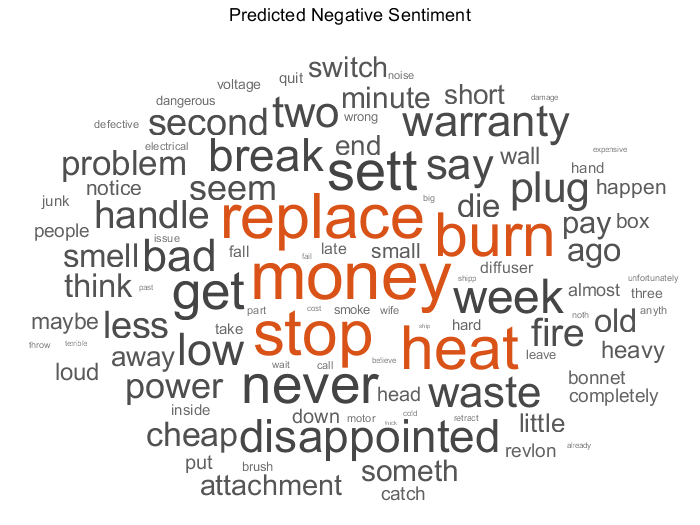 Predicted Negative Sentiment
switch
noise
quit
voltage
minute
short
damage
dangerous
two
wrong
second
warranty
defective
electrical
break
end
expensive
problem
sett
say
wall
hand
notice
seem
plug
happen
junk
big
die
people
handle
replace
burn
pay
box
issue
smell
bad
fall
late
small
ago
fail
money
diffuser
think
past
get
shipp
week
almost
unfortunately
three
part
cost
smoke
wife
anyth
maybe
less
take
stop
ship
hard
fire
noth
old
throw
terrible
away
low
heat
leave
heavy
believe
loud
wait
call
power
never
head
waste
bonnet
completely
inside
down
motor
cold
retract
little
thick
cheap
disappointed
revlon
already
put
brush
someth
attachment
catch